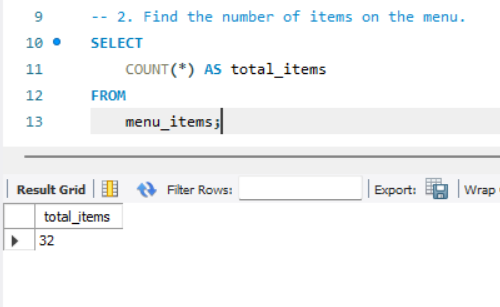 9 -- 2. Find the number of items on the menu.
10 SELECT
11 COUNT(*) AS total_items
12 FROM
13 menu_items;
Result Grid Filter Rows: Export: Wrap
total_items
32